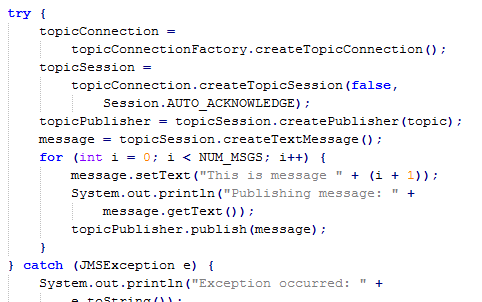 try {
    topicConnection =
        topicConnectionFactory.createTopicConnection();
    topicSession =
        topicConnection.createTopicSession(false,
            Session.AUTO_ACKNOWLEDGE);
    topicPublisher = topicSession.createPublisher(topic);
    message = topicSession.createTextMessage();
    for (int i = 0; i < NUM_MSGS; i++) {
        message.setText("This is message " + (i + 1));
        System.out.println("Publishing message: " +
            message.getText());
        topicPublisher.publish(message);
    }
} catch (JMSException e) {
    System.out.println("Exception occurred: " +
        e.toString());